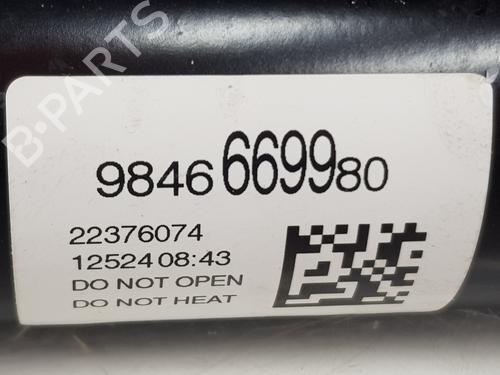 B-PARTS
9846669980
22376074
12524 08:43
DO NOT OPEN
DO NOT HEAT